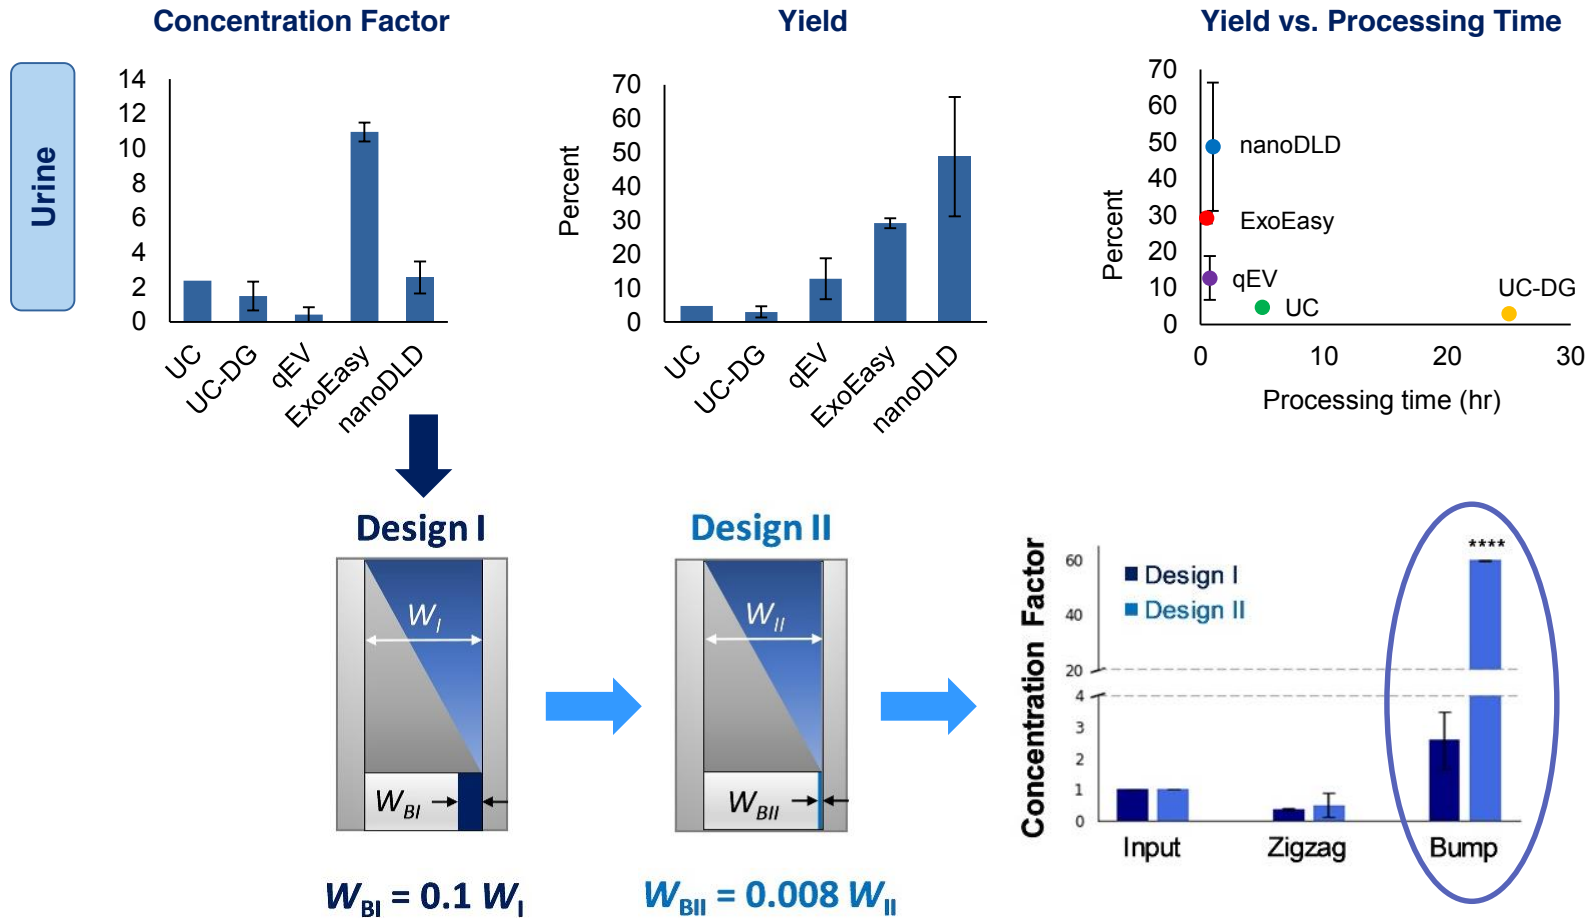 Concentration Factor
Yield
Yield vs. Processing Time
Urine
14
12
10
8
6
4
2
0
UC
UC-DG
qEV
ExoEasy
nanoDLD
Percent
70
60
50
40
30
20
10
0
UC
UC-DG
qEV
ExoEasy
nanoDLD
Percent
70
60
50
40
30
20
10
0
nanoDLD
ExoEasy
qEV
UC
UC-DG
0 10 20 30
Processing time (hr)
Design I
W_I
W_BI
W_BI = 0.1 W_I
Design II
W_II
W_BII
W_BII = 0.008 W_II
Concentration Factor
60
40
20
4
3
2
1
0
Design I
Design II
****
Input Zigzag Bump